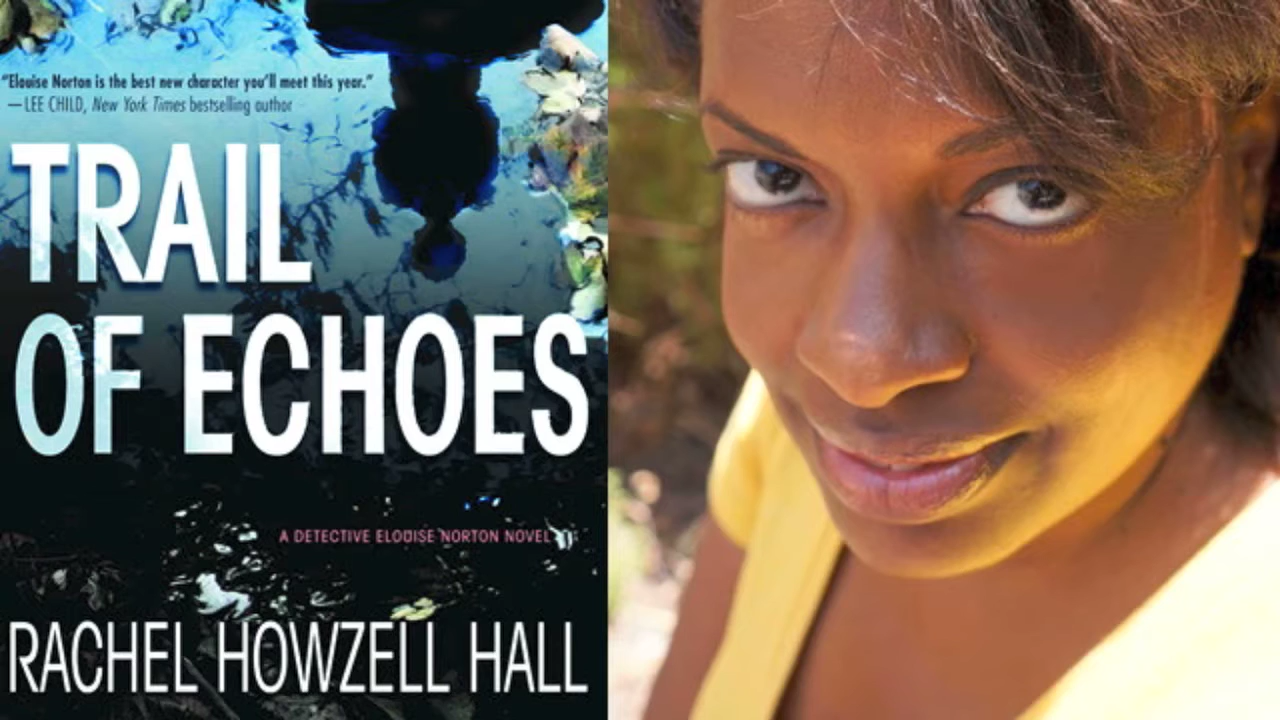 “Elouise Norton is the best new character you’ll meet this year.”
—LEE CHILD, New York Times bestselling author
TRAIL
OF ECHOES
A DETECTIVE ELOUISE NORTON NOVEL
RACHEL HOWZELL HALL